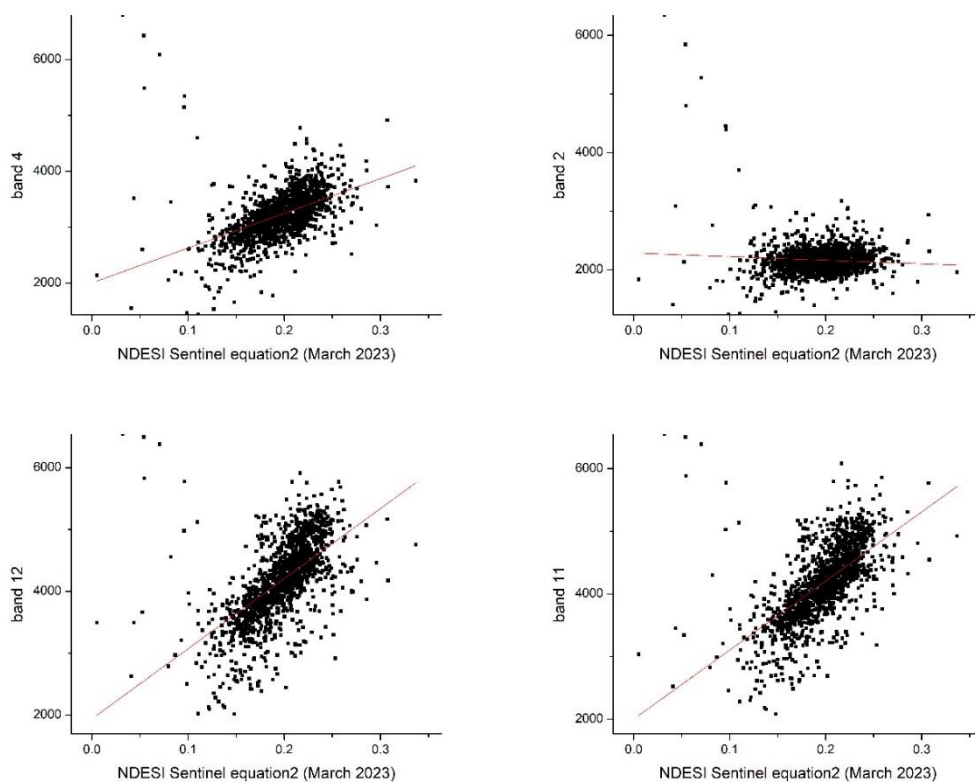 6000
4000
2000
band 4
0.0 0.1 0.2 0.3
NDESI Sentinel equation2 (March 2023)
6000
4000
2000
band 2
0.0 0.1 0.2 0.3
NDESI Sentinel equation2 (March 2023)
6000
4000
2000
band 12
0.0 0.1 0.2 0.3
NDESI Sentinel equation2 (March 2023)
6000
4000
2000
band 11
0.0 0.1 0.2 0.3
NDESI Sentinel equation2 (March 2023)